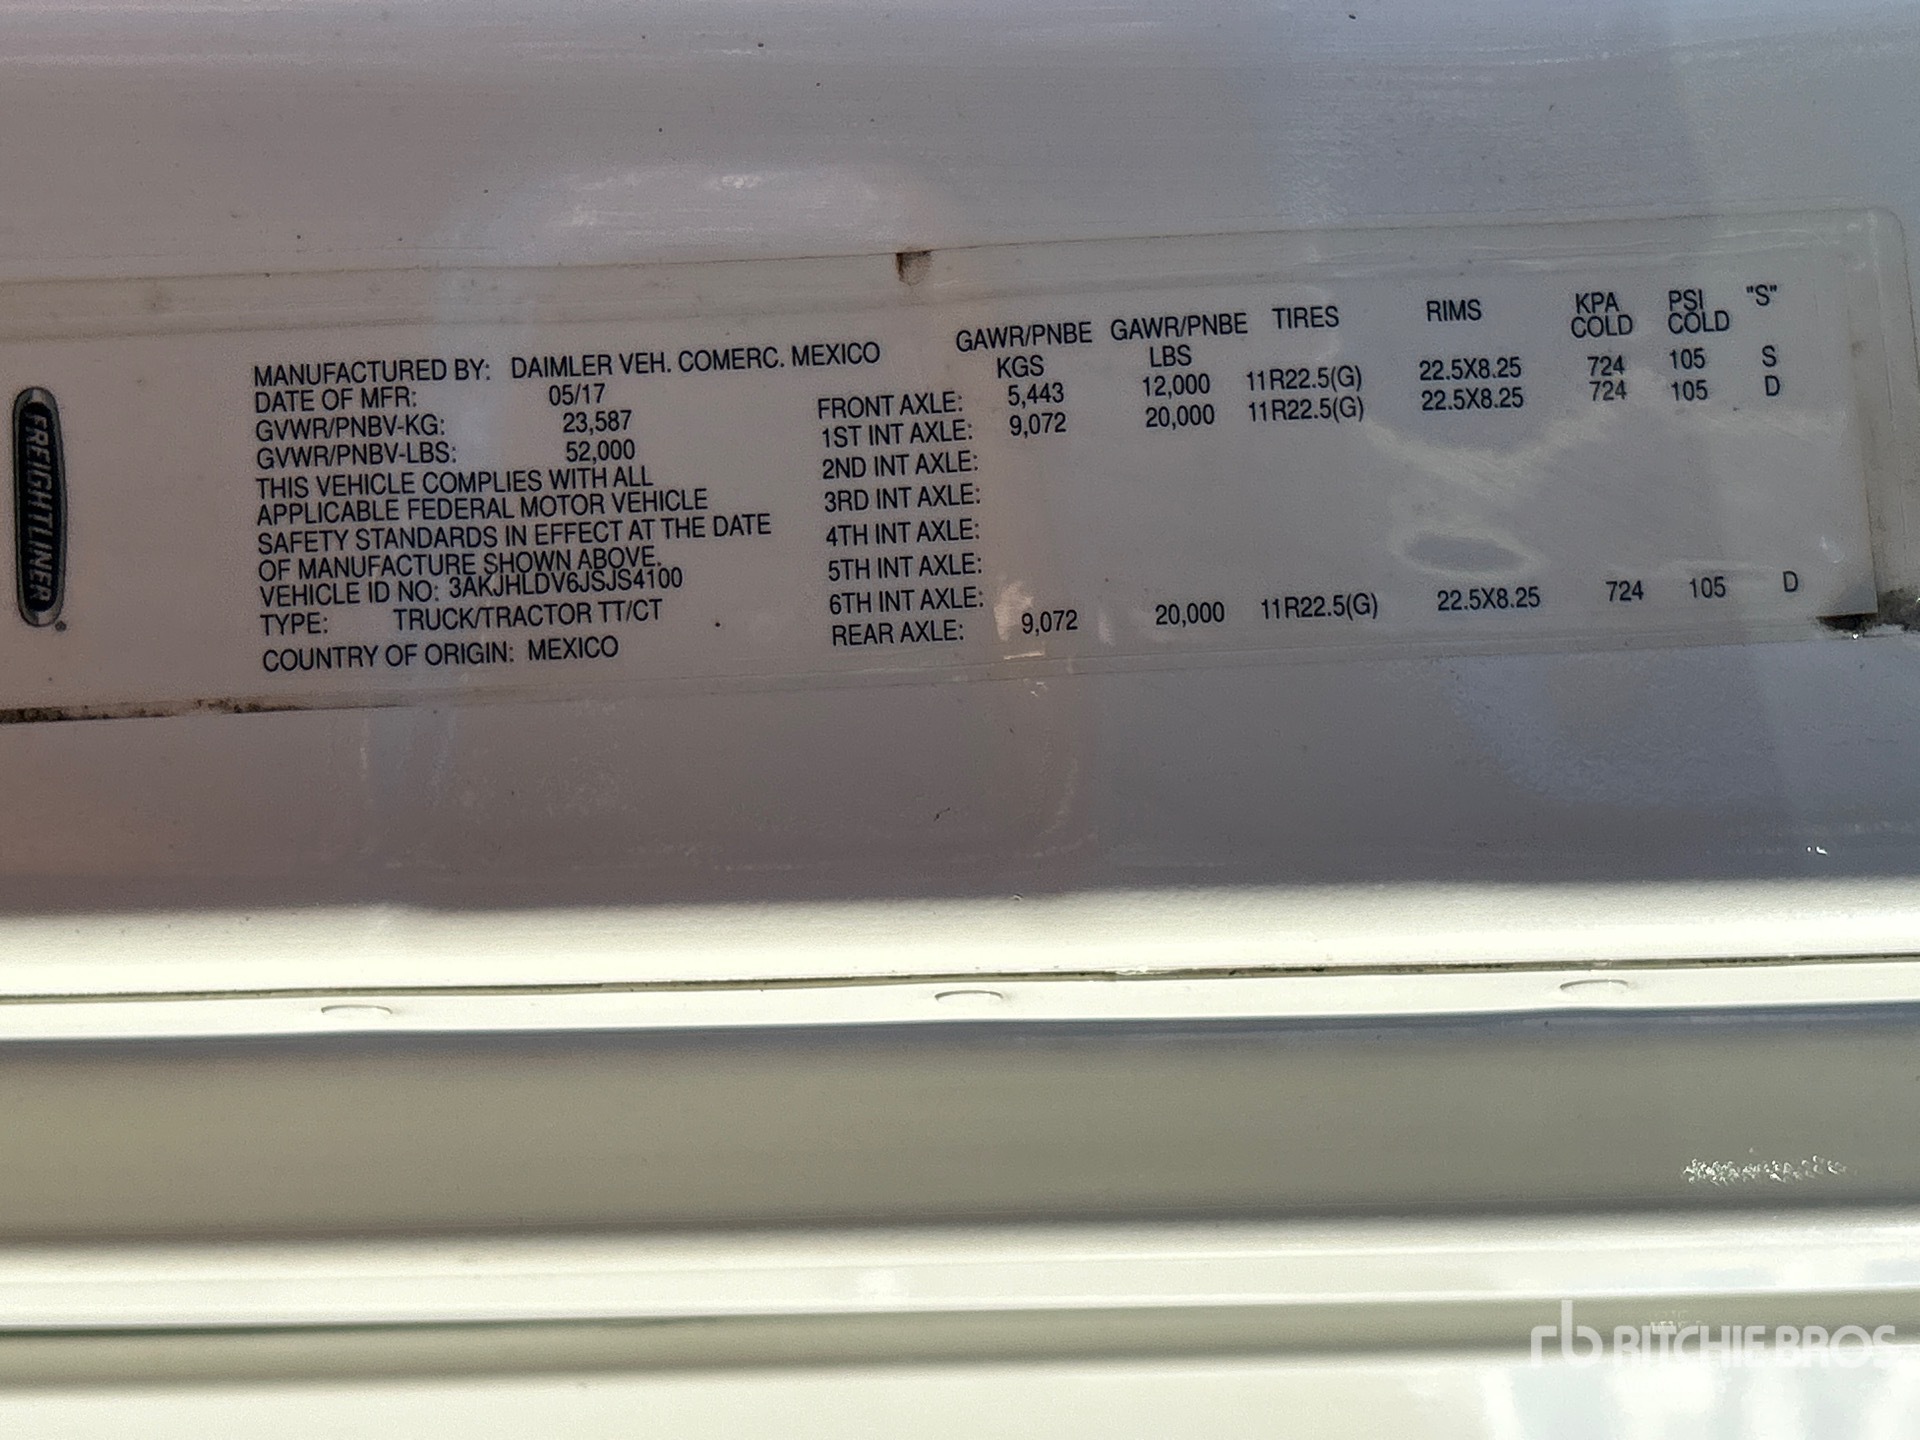 FREIGHTLINER
MANUFACTURED BY: DAIMLER VEH. COMERC. MEXICO
DATE OF MFR: 05/17
GVWR/PNBV-KG: 23,587
GVWR/PNBV-LBS: 52,000
THIS VEHICLE COMPLIES WITH ALL
APPLICABLE FEDERAL MOTOR VEHICLE
SAFETY STANDARDS IN EFFECT AT THE DATE
OF MANUFACTURE SHOWN ABOVE.
VEHICLE ID NO: 3AKJHLDV6JSJS4100
TYPE: TRUCK/TRACTOR TT/CT
COUNTRY OF ORIGIN: MEXICO
GAWR/PNBE GAWR/PNBE TIRES RIMS KPA PSI "S"
KGS LBS COLD COLD
FRONT AXLE: 5,443 12,000 11R22.5(G) 22.5X8.25 724 105 S
1ST INT AXLE: 9,072 20,000 11R22.5(G) 22.5X8.25 724 105 D
2ND INT AXLE:
3RD INT AXLE:
4TH INT AXLE:
5TH INT AXLE:
6TH INT AXLE:
REAR AXLE: 9,072 20,000 11R22.5(G) 22.5X8.25 724 105 D
rb RITCHIE BROS